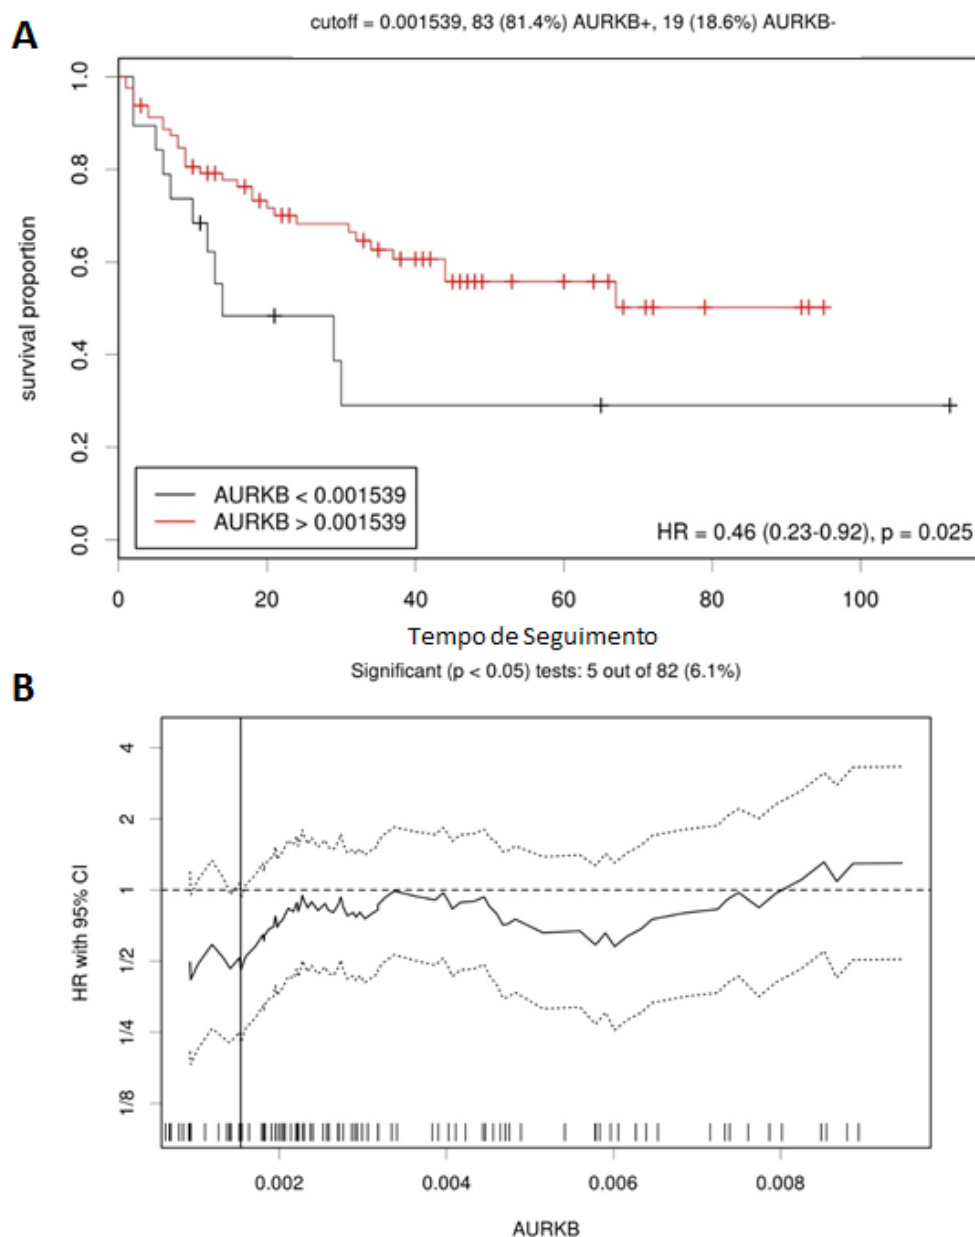 A
cutoff = 0.001539, 83 (81.4%) AURKB+, 19 (18.6%) AURKB-
survival proportion
1.0
0.8
0.6
0.4
0.2
0.0
AURKB < 0.001539
AURKB > 0.001539
HR = 0.46 (0.23-0.92), p = 0.025
0 20 40 60 80 100
Tempo de Seguimento
B
Significant (p < 0.05) tests: 5 out of 82 (6.1%)
HR with 95% CI
4
2
1
1/2
1/4
1/8
0.002 0.004 0.006 0.008
AURKB